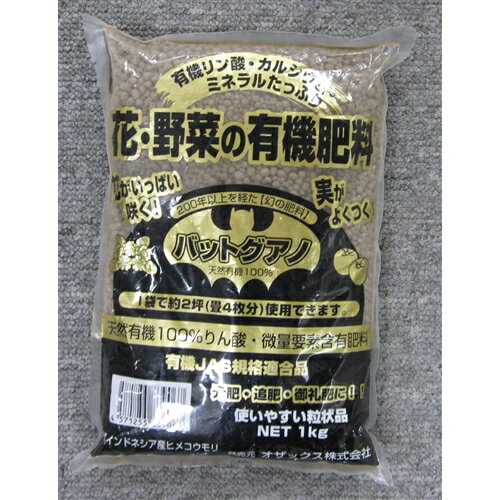 有機リン酸・カルシウム
ミネラルたっぷり
花・野菜の有機肥料
花がいっぱい
咲く!
実が
よくつく!
200年以上を経た【幻の肥料】
バットグアノ
天然有機100%
1袋で約2坪(畳4枚分)使用できます。
天然有機100%りん酸・微量要素含有肥料
有機JAS規格適合品
元肥・追肥・御礼肥に!!
使いやすい粒状品
NET 1kg
インドネシア産ヒメコウモリ
発売元 オザックス株式会社